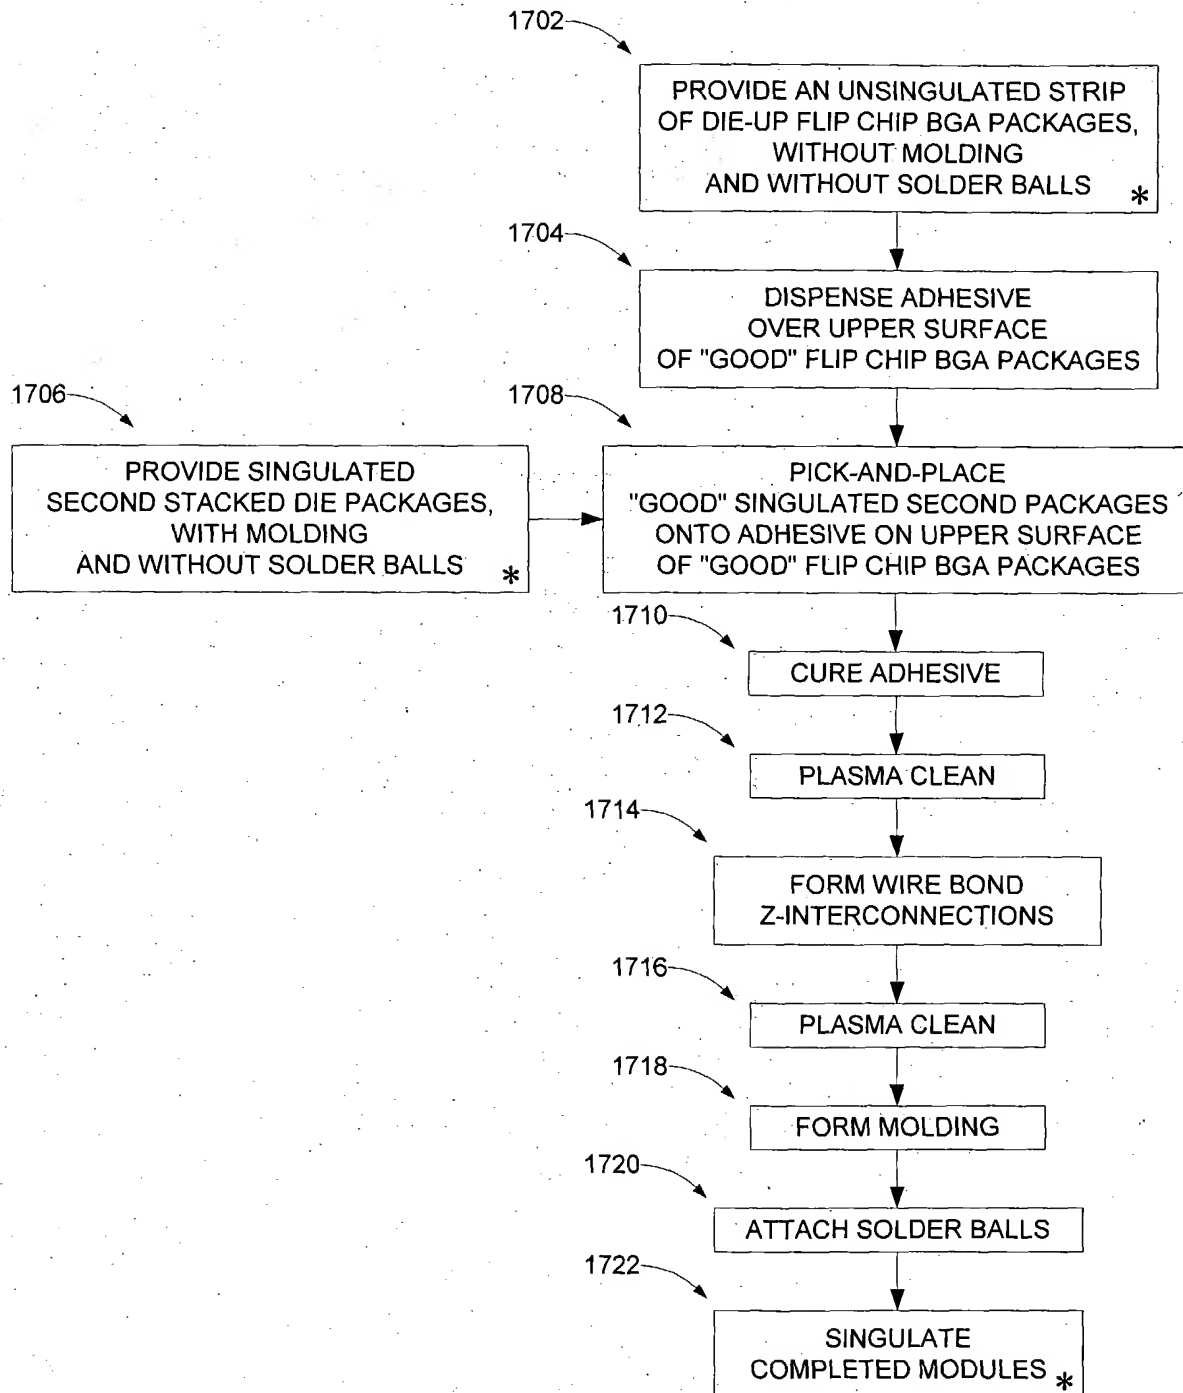 1702
PROVIDE AN UNSINGULATED STRIP
OF DIE-UP FLIP CHIP BGA PACKAGES,
WITHOUT MOLDING
AND WITHOUT SOLDER BALLS *
1704
DISPENSE ADHESIVE
OVER UPPER SURFACE
OF "GOOD" FLIP CHIP BGA PACKAGES
1706
PROVIDE SINGULATED
SECOND STACKED DIE PACKAGES,
WITH MOLDING
AND WITHOUT SOLDER BALLS *
1708
PICK-AND-PLACE
"GOOD" SINGULATED SECOND PACKAGES
ONTO ADHESIVE ON UPPER SURFACE
OF "GOOD" FLIP CHIP BGA PACKAGES
1710
CURE ADHESIVE
1712
PLASMA CLEAN
1714
FORM WIRE BOND
Z-INTERCONNECTIONS
1716
PLASMA CLEAN
1718
FORM MOLDING
1720
ATTACH SOLDER BALLS
1722
SINGULATE
COMPLETED MODULES *